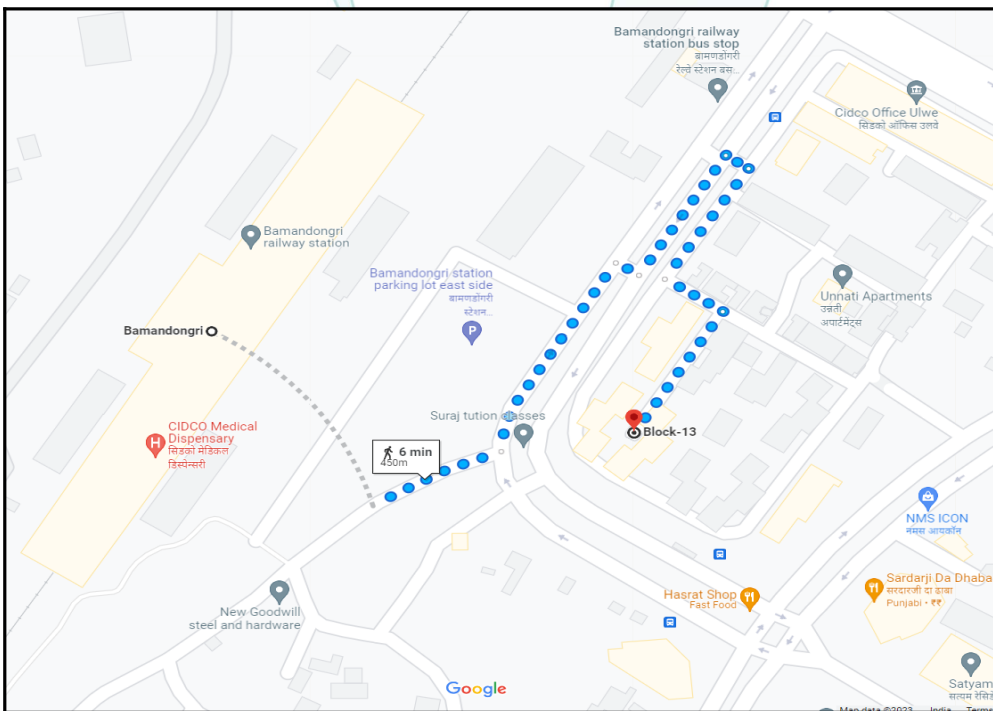 Bamandongri railway
station bus stop
बामणडोंगरी
रेल्वे स्टेशन बस...
Cidco Office Ulwe
सिडको ऑफिस उलवे
Bamandongri
railway station
Bamandongri station
parking lot east side
बामणडोंगरी
स्टेशन...
P
Unnati Apartments
उन्नती
अपार्टमेंट्स
Bamandongri
Suraj tution classes
Block-13
CIDCO Medical
Dispensary
सिडको मेडिकल
डिस्पेन्सरी
H
6 min
450m
NMS ICON
नमस आयकॉन
Sardarji Da Dhaba
सरदारजी दा ढाबा
Punjabi • ₹₹
Hasrat Shop
Fast Food
New Goodwill
steel and hardware
Satyam
सत्यम रेसिडे
Google
Map data ©2023 India Terms